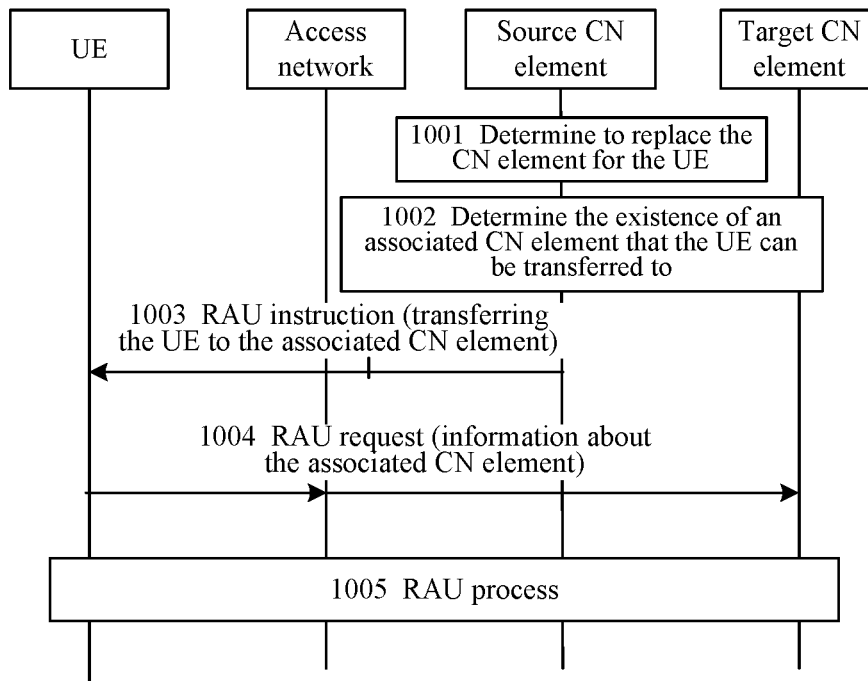 UE
Access
network
Source CN
element
Target CN
element
1001 Determine to replace the
CN element for the UE
1002 Determine the existence of an
associated CN element that the UE can
be transferred to
1003 RAU instruction (transferring
the UE to the associated CN element)
1004 RAU request (information about
the associated CN element)
1005 RAU process